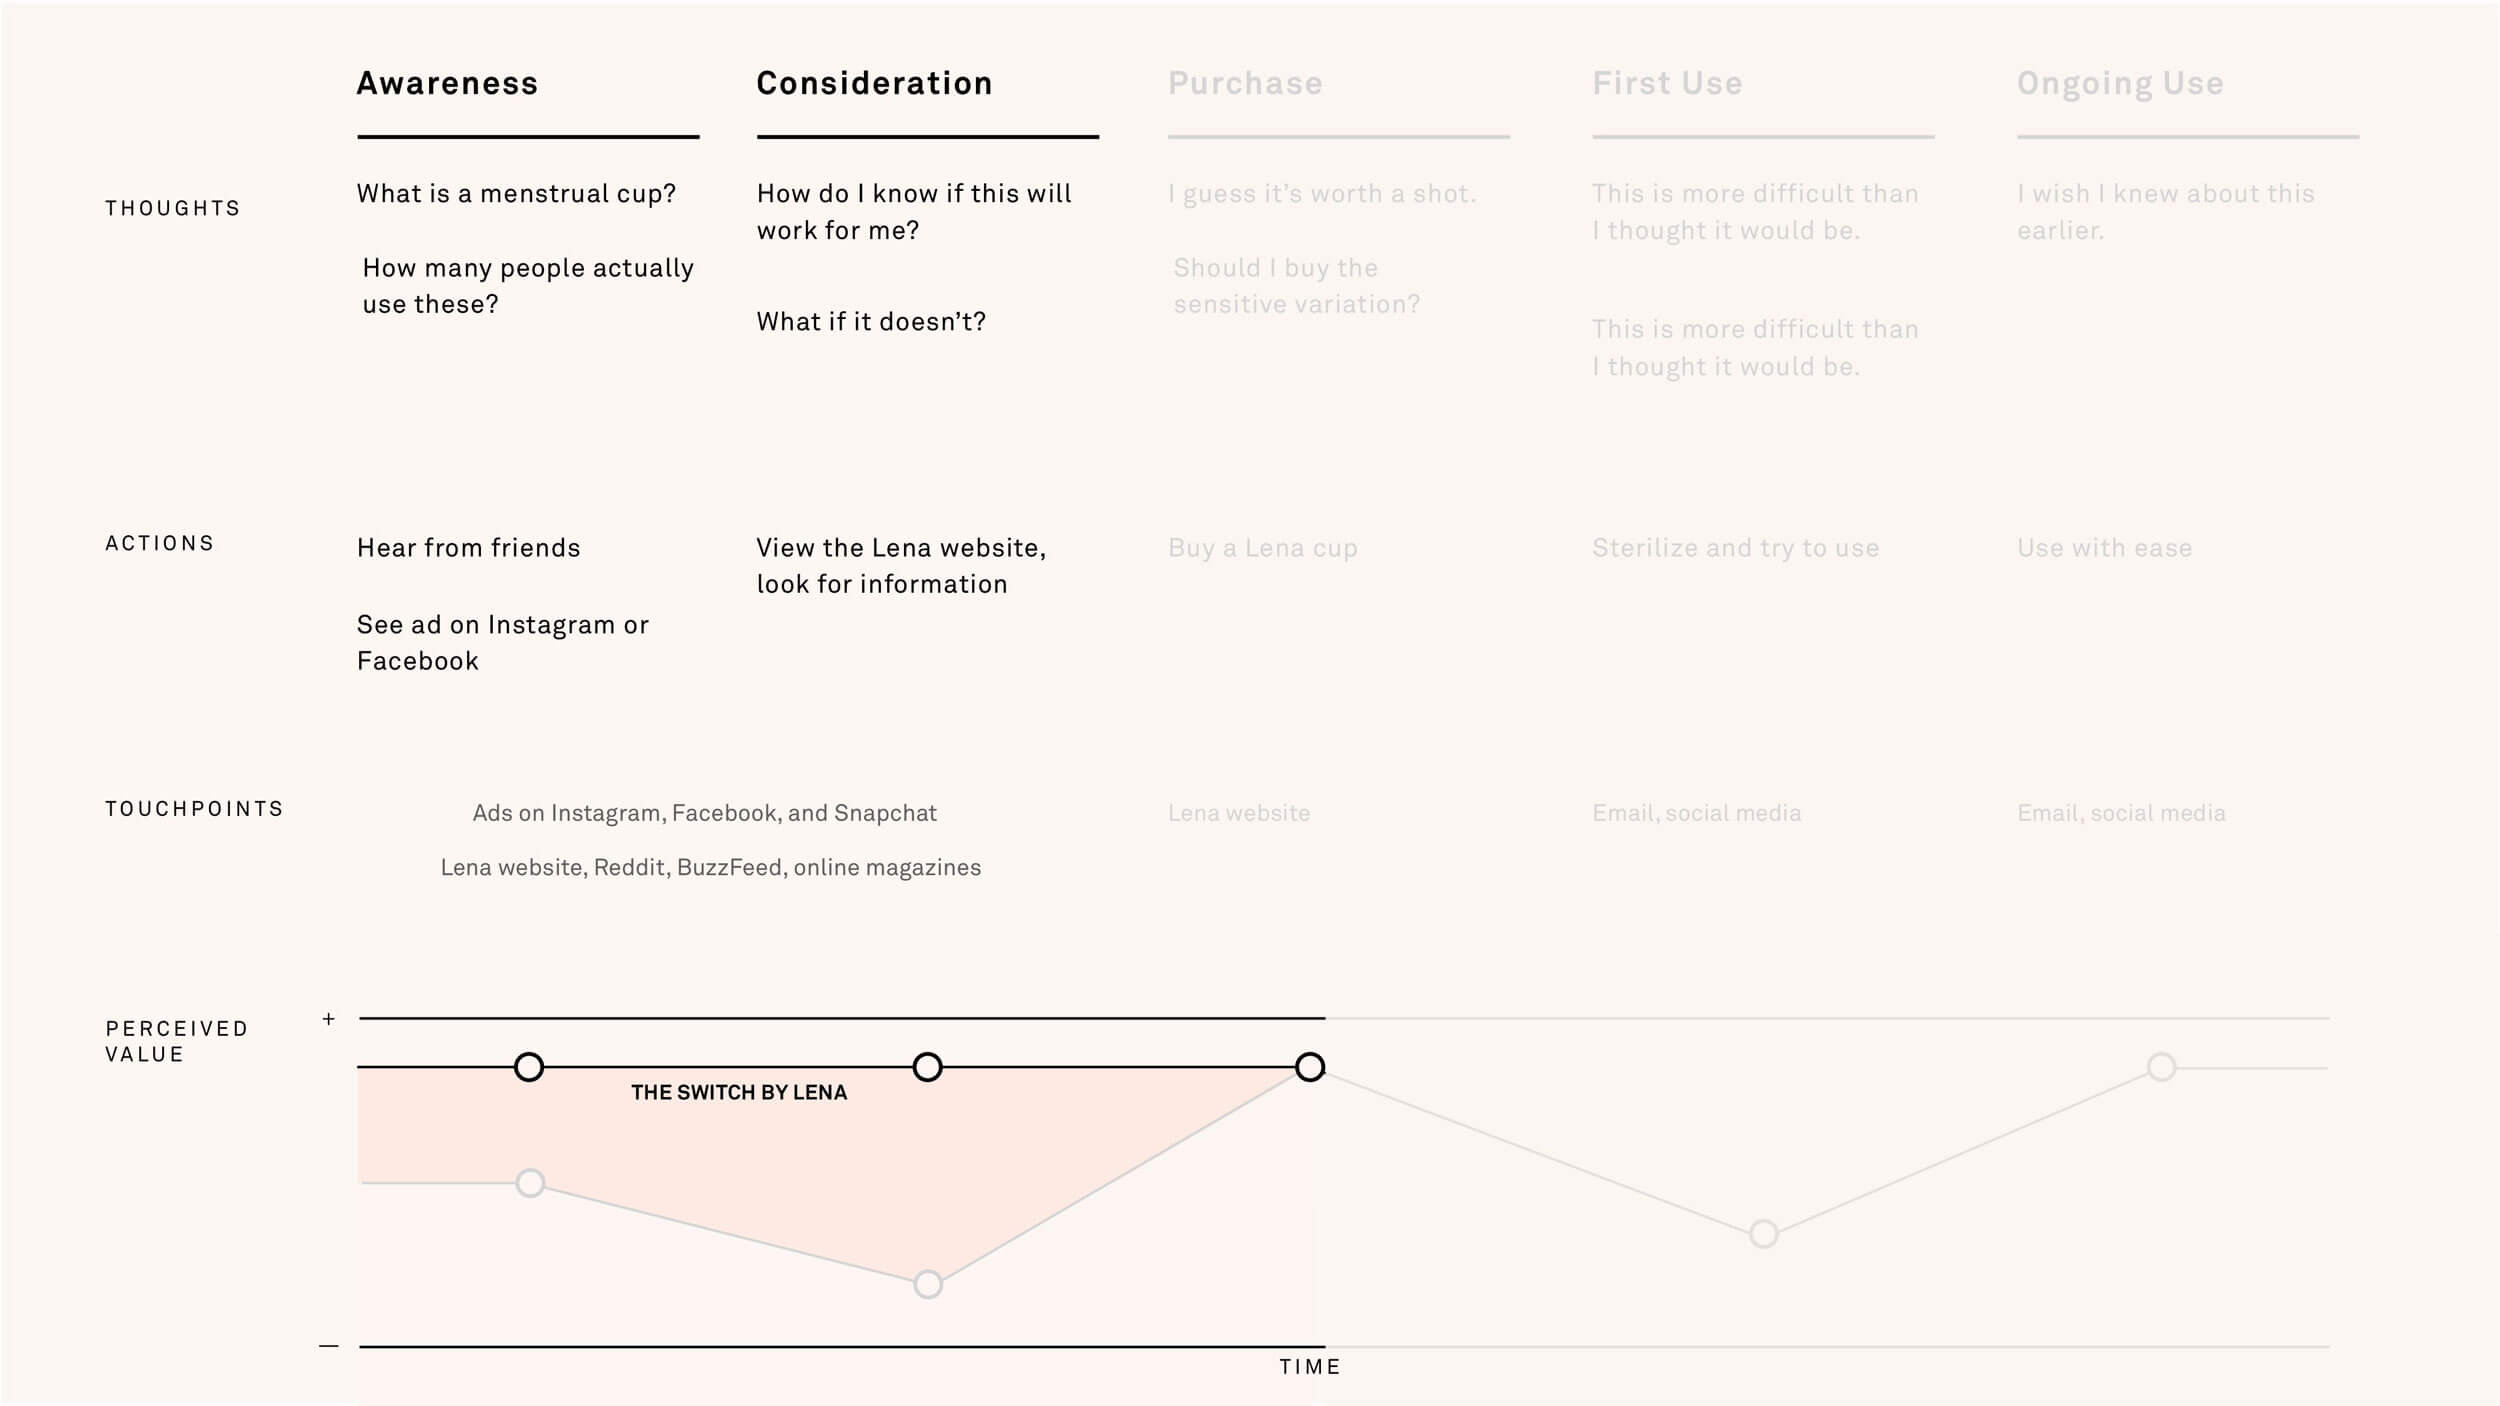 Awareness
Consideration
Purchase
First Use
Ongoing Use
THOUGHTS
What is a menstrual cup?
How many people actually
use these?
How do I know if this will
work for me?
What if it doesn’t?
I guess it’s worth a shot.
Should I buy the
sensitive variation?
This is more difficult than
I thought it would be.
This is more difficult than
I thought it would be.
I wish I knew about this
earlier.
ACTIONS
Hear from friends
See ad on Instagram or
Facebook
View the Lena website,
look for information
Buy a Lena cup
Sterilize and try to use
Use with ease
TOUCHPOINTS
Ads on Instagram, Facebook, and Snapchat
Lena website, Reddit, BuzzFeed, online magazines
Lena website
Email, social media
Email, social media
PERCEIVED
VALUE
+
THE SWITCH BY LENA
—
TIME